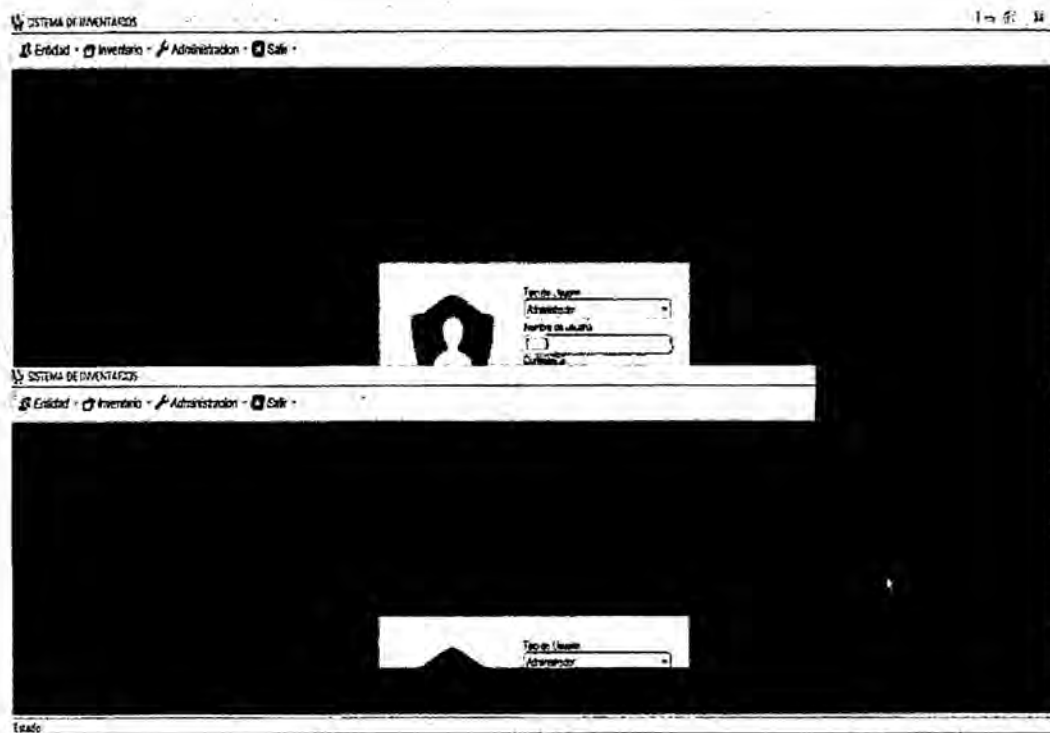 SISTEMA DE INVENTARIOS
Entidad Inventario Administracion Salir
Tipo de Usuario
Administrador
Nombre de usuario
Contraseña
SISTEMA DE INVENTARIOS
Entidad Inventario Administracion Salir
Tipo de Usuario
Administrador
Estado